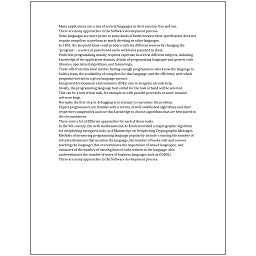 Many applications use a mix of several languages in their construction and use.
There are many approaches to the Software development process.
Some languages are more prone to some kinds of faults because their specification does not
require compilers to perform as much checking as other languages.
In 1801, the Jacquard loom could produce entirely different weaves by changing the
"program" - a series of pasteboard cards with holes punched in them.
Proficient programming usually requires expertise in several different subjects, including
knowledge of the application domain, details of programming languages and generic code
libraries, specialized algorithms, and formal logic.
Trade-offs from this ideal involve finding enough programmers who know the language to
build a team, the availability of compilers for that language, and the efficiency with which
programs written in a given language execute.
Integrated development environments (IDEs) aim to integrate all such help.
Ideally, the programming language best suited for the task at hand will be selected.
This can be a non-trivial task, for example as with parallel processes or some unusual
software bugs.
Normally the first step in debugging is to attempt to reproduce the problem.
Expert programmers are familiar with a variety of well-established algorithms and their
respective complexities and use this knowledge to choose algorithms that are best suited to
the circumstances.
There exist a lot of different approaches for each of those tasks.
In the 9th century, the Arab mathematician Al-Kindi described a cryptographic algorithm
for deciphering encrypted code, in A Manuscript on Deciphering Cryptographic Messages.
Methods of measuring programming language popularity include: counting the number of
job advertisements that mention the language, the number of books sold and courses
teaching the language (this overestimates the importance of newer languages), and
estimates of the number of existing lines of code written in the language (this
underestimates the number of users of business languages such as COBOL).
There are many approaches to the Software development process.